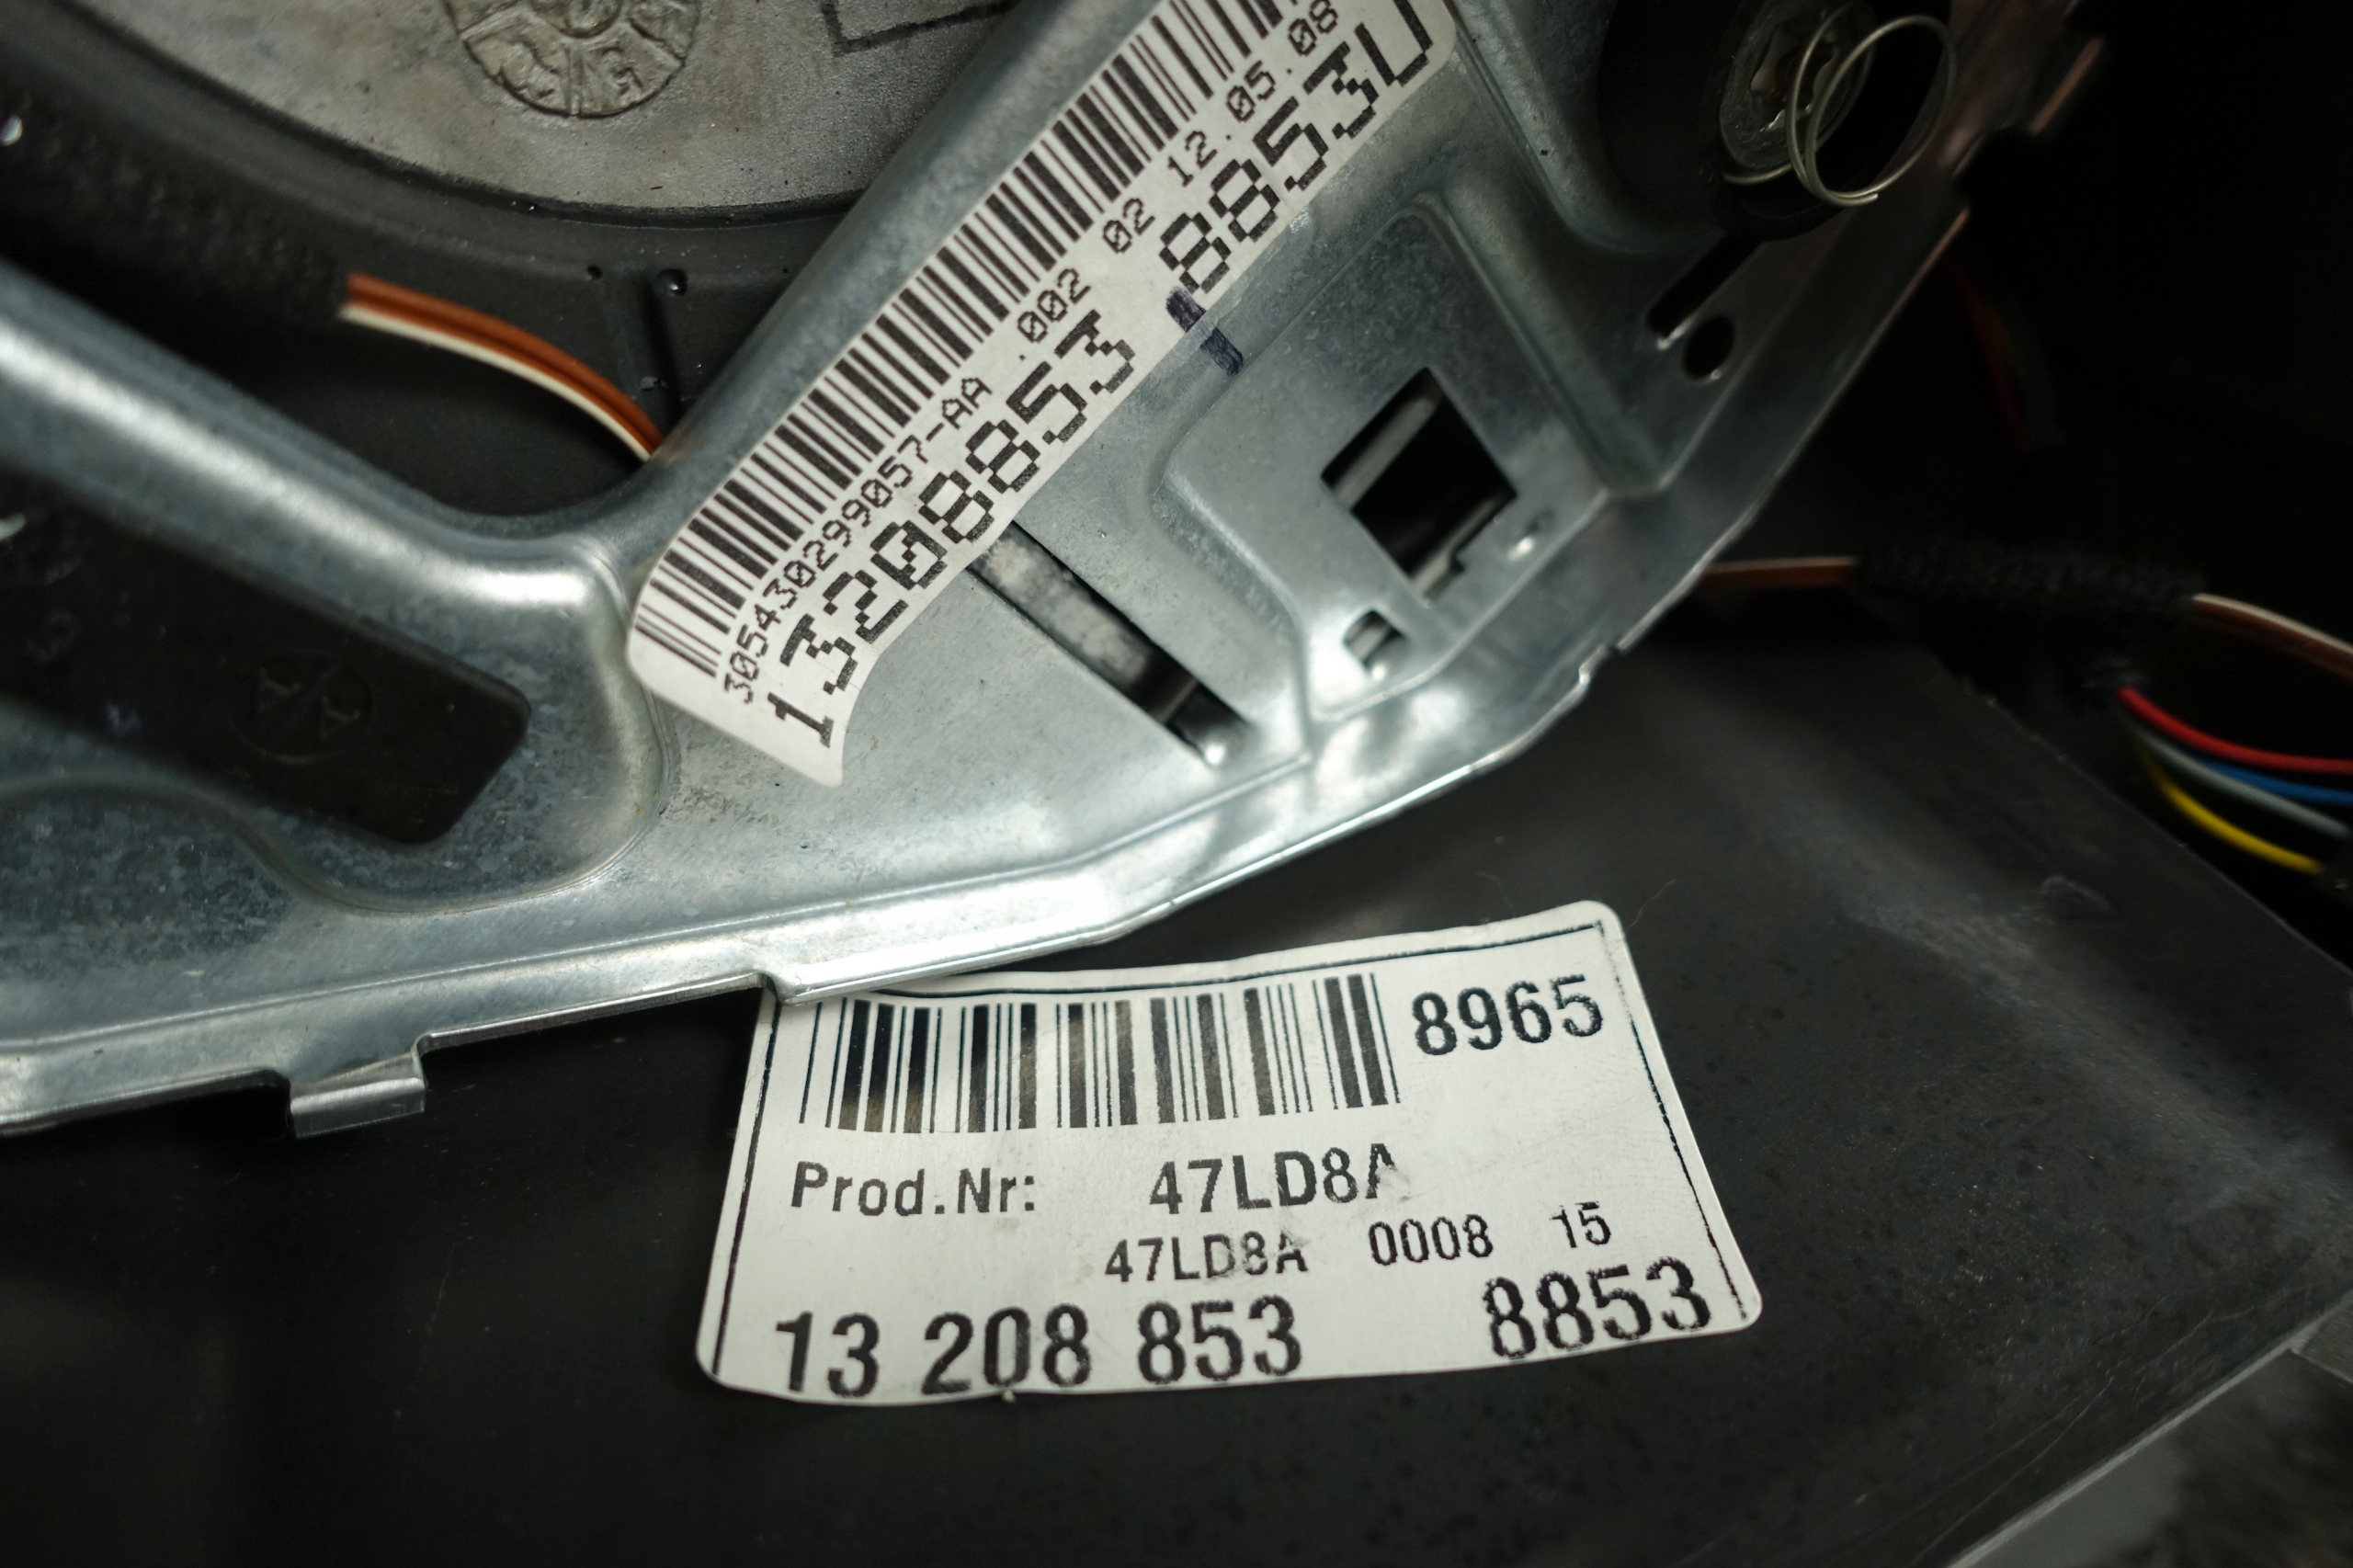 305430299057-AA .002 02 12.05.08
13208853 8853U
8965
Prod.Nr: 47LD8A
47LD8A 0008 15
13 208 853 8853